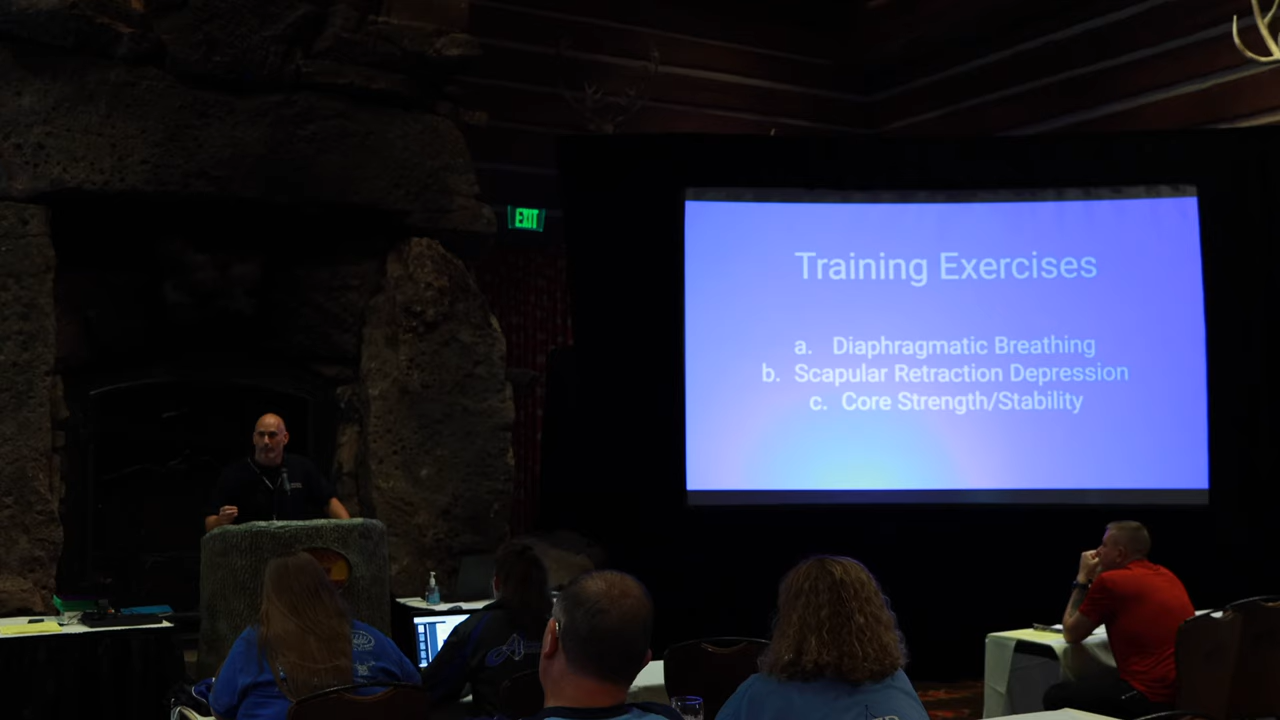 EXIT
Training Exercises
a. Diaphragmatic Breathing
b. Scapular Retraction Depression
c. Core Strength/Stability